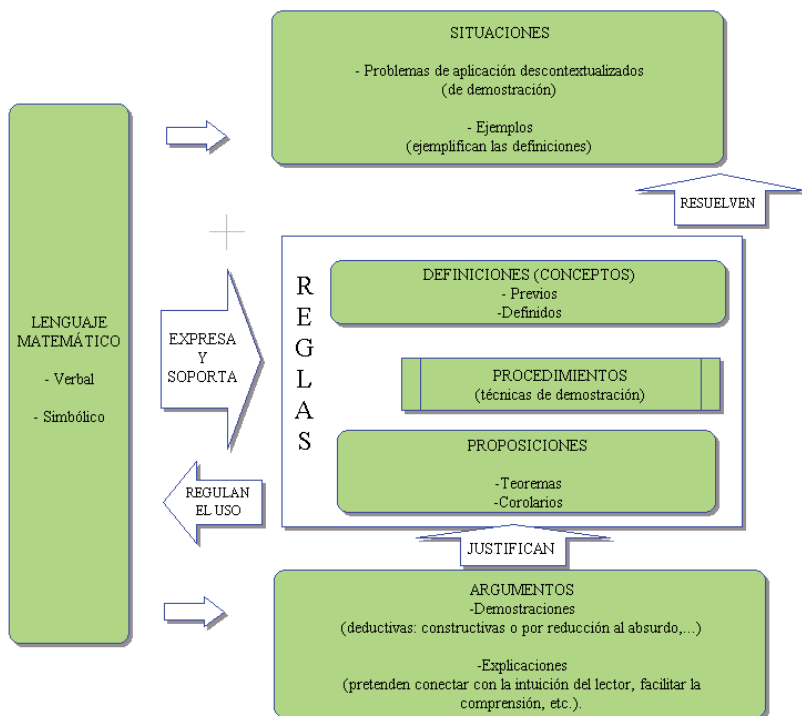 SITUACIONES
- Problemas de aplicación descontextualizados
(de demostración)
- Ejemplos
(ejemplifican las definiciones)
RESUELVEN
LENGUAJE
MATEMÁTICO
- Verbal
- Simbólico
EXPRESA
Y
SOPORTA
REGULAN
EL USO
REGLAS
DEFINICIONES (CONCEPTOS)
- Previos
-Definidos
PROCEDIMIENTOS
(técnicas de demostración)
PROPOSICIONES
-Teoremas
-Corolarios
JUSTIFICAN
ARGUMENTOS
-Demostraciones
(deductivas: constructivas o por reducción al absurdo,...)
-Explicaciones
(pretenden conectar con la intuición del lector, facilitar la
comprensión, etc.).